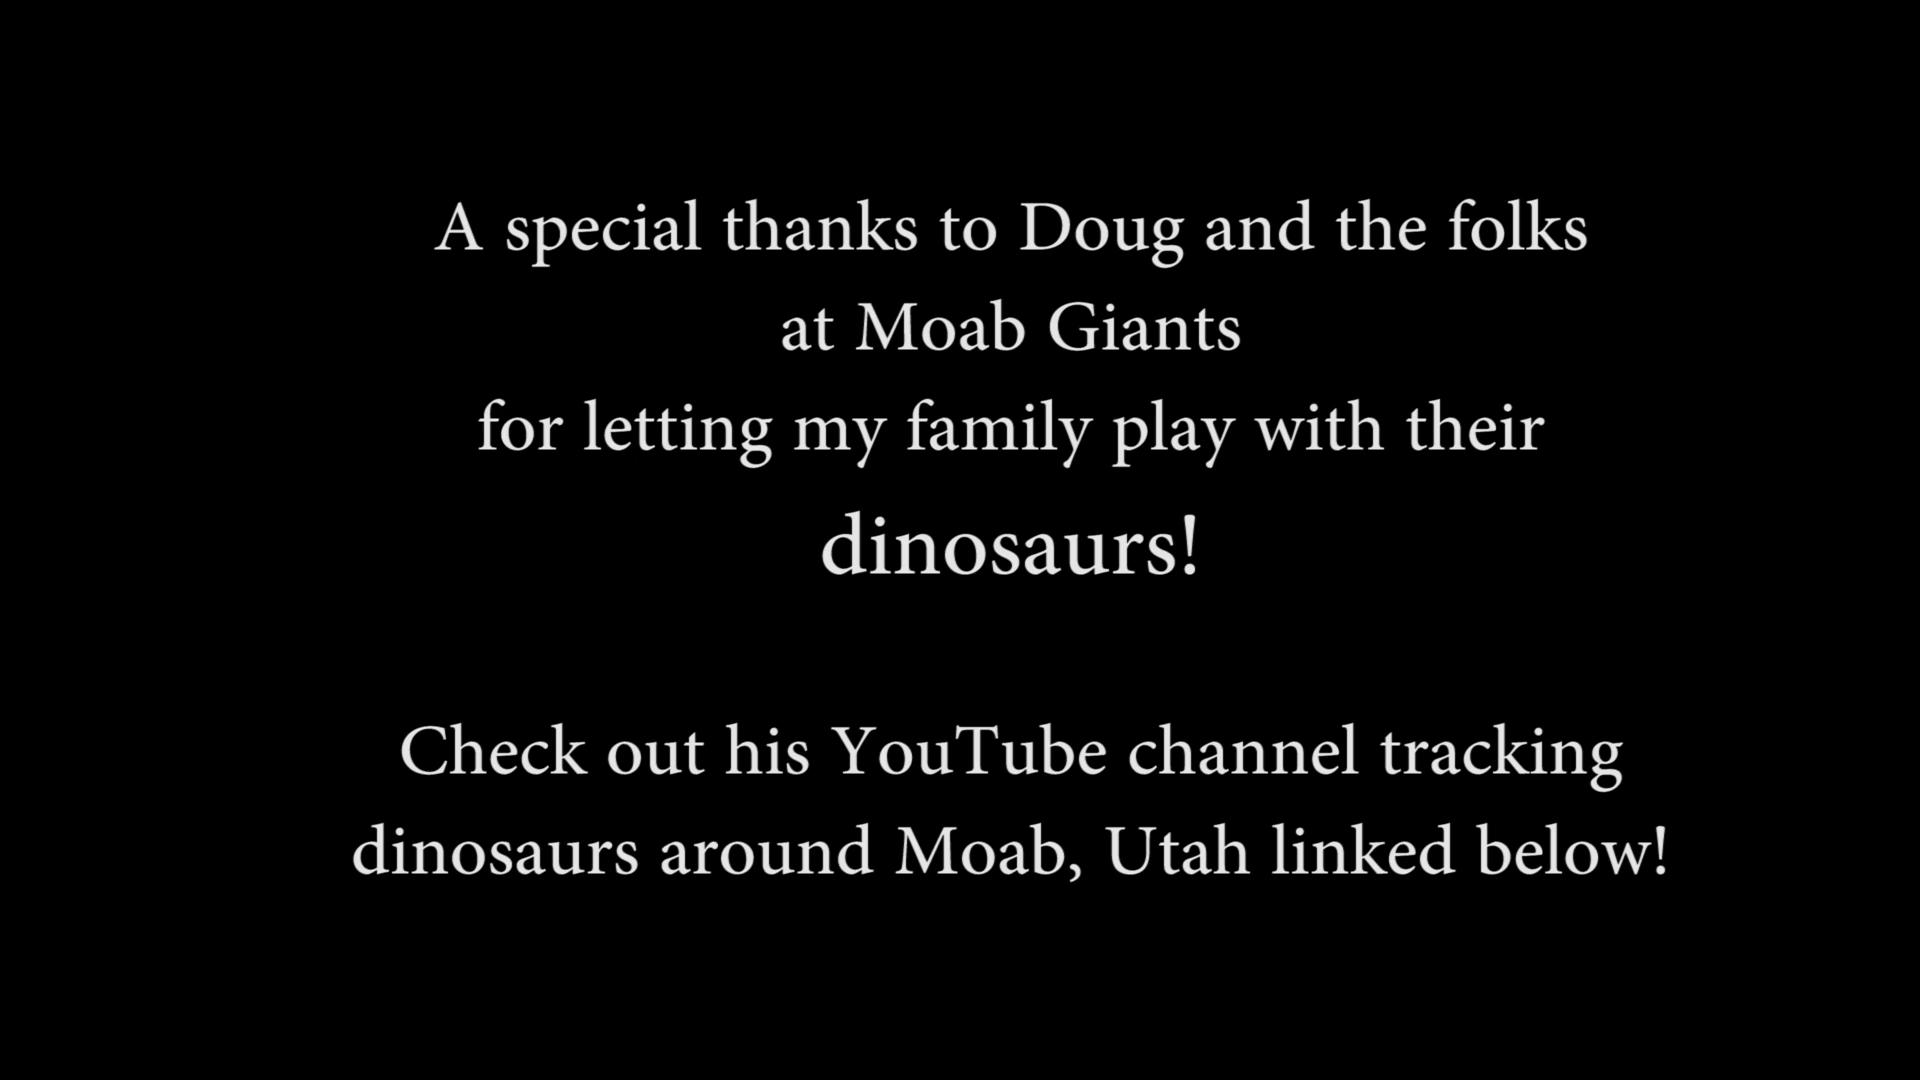 A special thanks to Doug and the folks
at Moab Giants
for letting my family play with their
dinosaurs!
Check out his YouTube channel tracking
dinosaurs around Moab, Utah linked below!